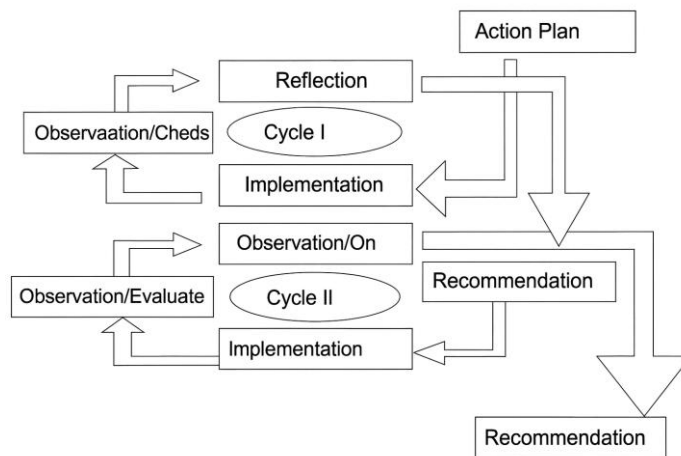 Action Plan
Reflection
Observaation/Cheds
Cycle I
Implementation
Observation/On
Recommendation
Observation/Evaluate
Cycle II
Implementation
Recommendation